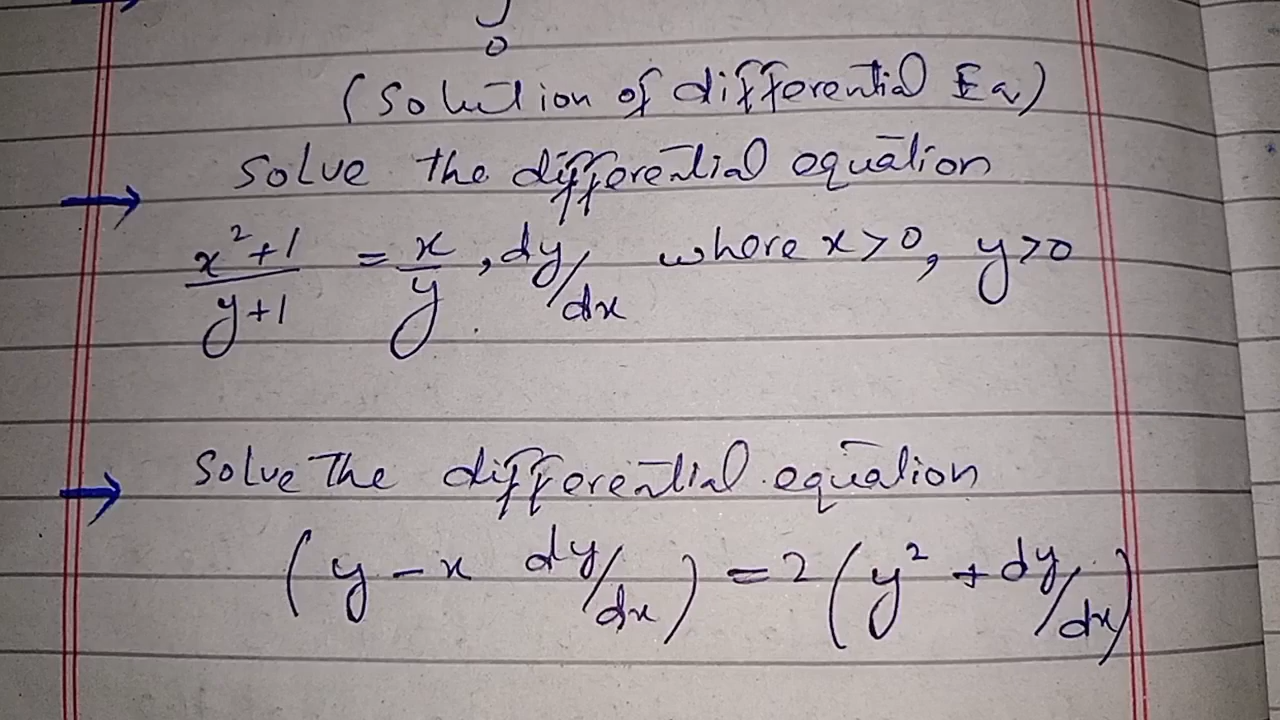 0
(Solution of differential Eq)
Solve the differential equation
x²+1/y+1 = x/y, dy/dx where x>0, y>0
Solve The differential equation
(y - x dy/dx) = 2(y² + dy/dx)